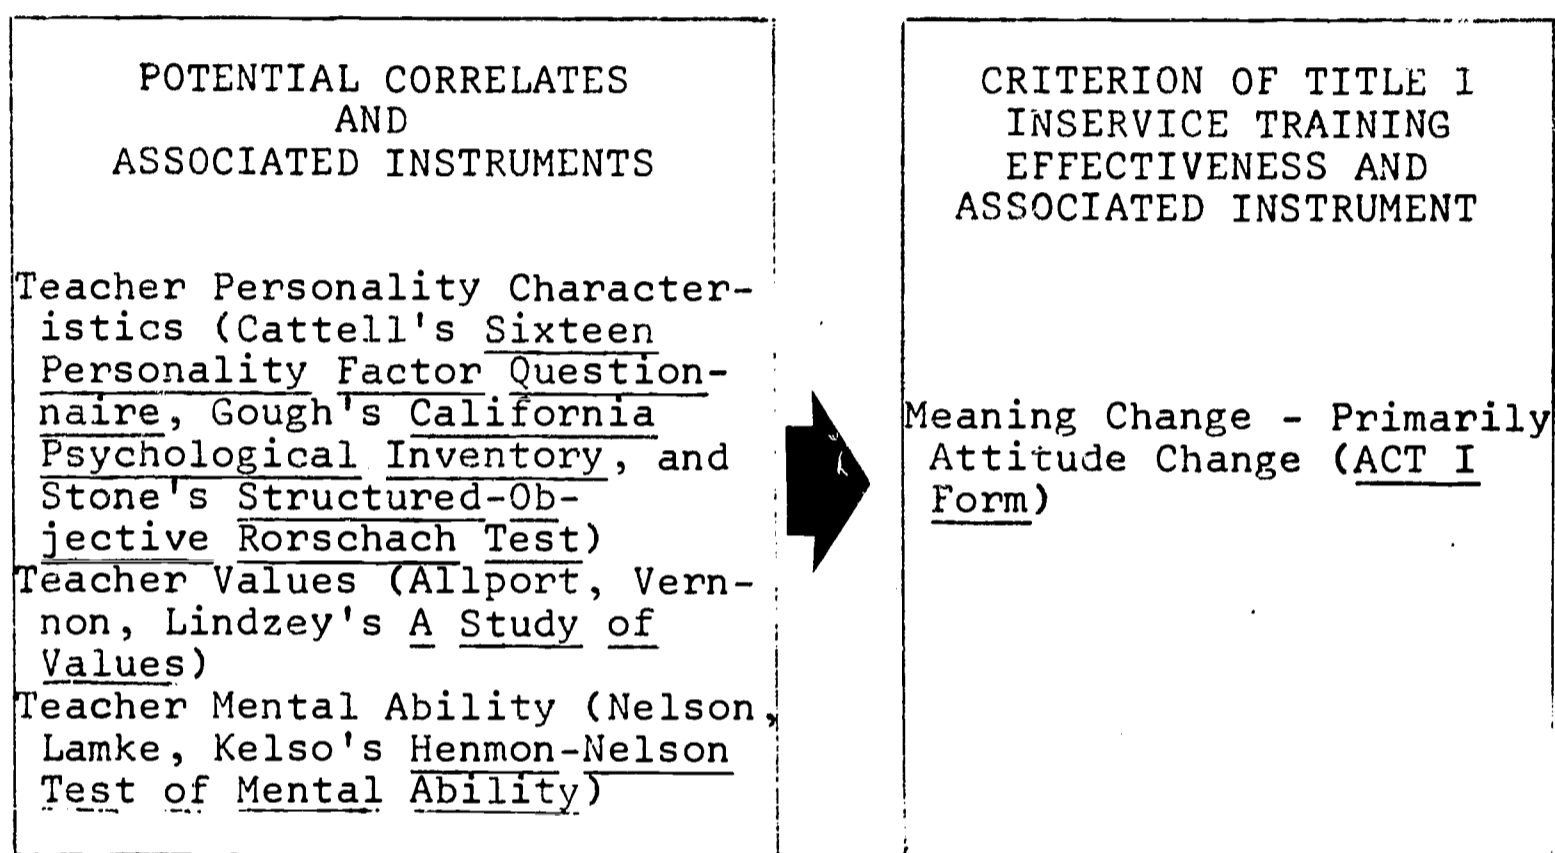 POTENTIAL CORRELATES
AND
ASSOCIATED INSTRUMENTS
Teacher Personality Character-
istics (Cattell's Sixteen
Personality Factor Question-
naire, Gough's California
Psychological Inventory, and
Stone's Structured-Ob-
jective Rorschach Test)
Teacher Values (Allport, Vern-
non, Lindzey's A Study of
Values)
Teacher Mental Ability (Nelson,
Lamke, Kelso's Henmon-Nelson
Test of Mental Ability)
CRITERION OF TITLE 1
INSERVICE TRAINING
EFFECTIVENESS AND
ASSOCIATED INSTRUMENT
Meaning Change - Primarily
Attitude Change (ACT I
Form)